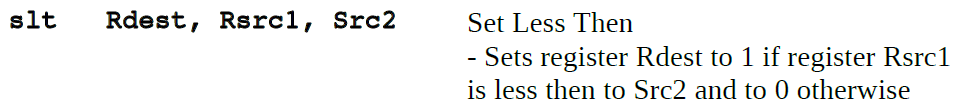 slt Rdest, Rsrc1, Src2 Set Less Then
- Sets register Rdest to 1 if register Rsrc1
is less then to Src2 and to 0 otherwise